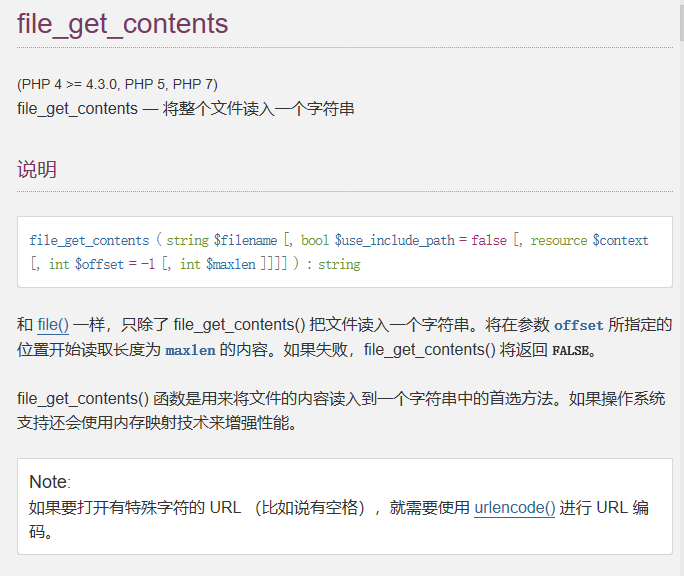 file_get_contents
(PHP 4 >= 4.3.0, PHP 5, PHP 7)
file_get_contents — 将整个文件读入一个字符串
说明
file_get_contents ( string $filename [, bool $use_include_path = false [, resource $context
[, int $offset = -1 [, int $maxlen ]]]] ) : string
和 file() 一样，只除了 file_get_contents() 把文件读入一个字符串。将在参数 offset 所指定的
位置开始读取长度为 maxlen 的内容。如果失败，file_get_contents() 将返回 FALSE。
file_get_contents() 函数是用来将文件的内容读入到一个字符串中的首选方法。如果操作系统
支持还会使用内存映射技术来增强性能。
Note:
如果要打开有特殊字符的 URL （比如说有空格），就需要使用 urlencode() 进行 URL 编
码。